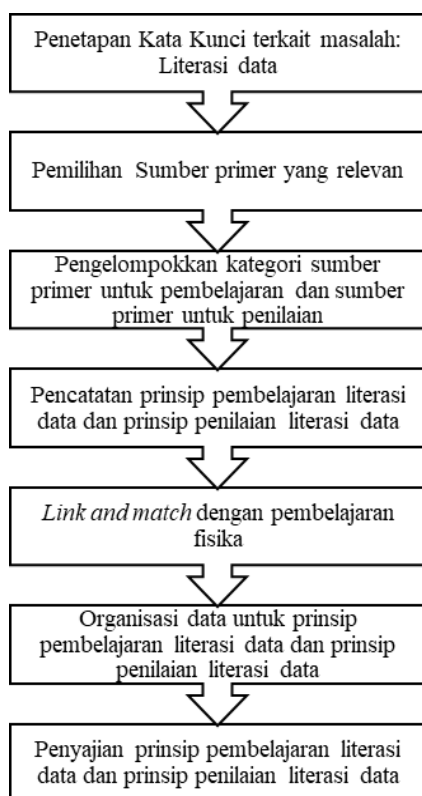 Penetapan Kata Kunci terkait masalah:
Literasi data
Pemilihan Sumber primer yang relevan
Pengelompokkan kategori sumber
primer untuk pembelajaran dan sumber
primer untuk penilaian
Pencatatan prinsip pembelajaran literasi
data dan prinsip penilaian literasi data
Link and match dengan pembelajaran
fisika
Organisasi data untuk prinsip
pembelajaran literasi data dan prinsip
penilaian literasi data
Penyajian prinsip pembelajaran literasi
data dan prinsip penilaian literasi data